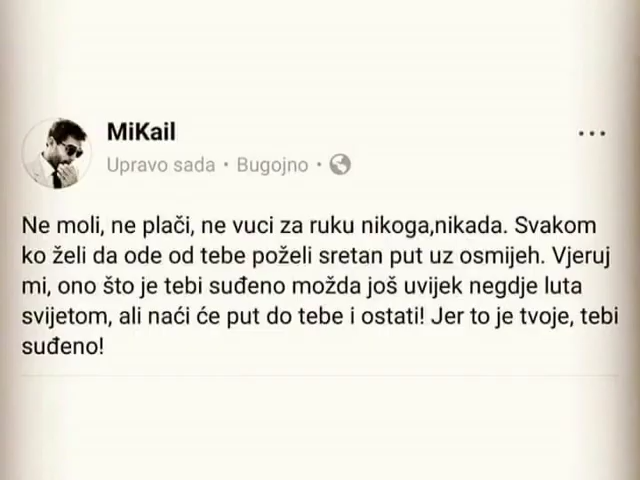 MiKail
Upravo sada • Bugojno •
Ne moli, ne plači, ne vuci za ruku nikoga,nikada. Svakom
ko želi da ode od tebe poželi sretan put uz osmijeh. Vjeruj
mi, ono što je tebi suđeno možda još uvijek negdje luta
svijetom, ali naći će put do tebe i ostati! Jer to je tvoje, tebi
suđeno!